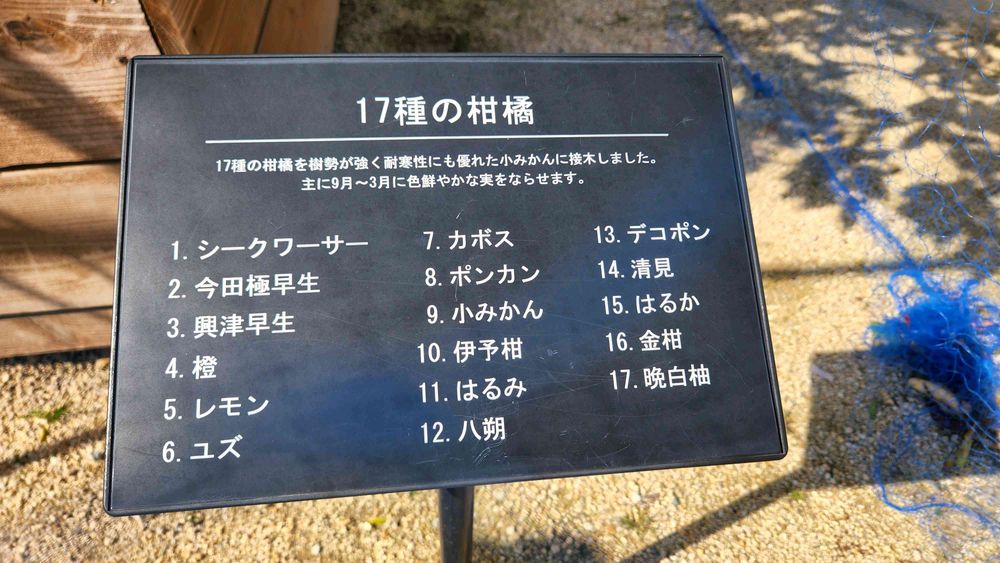 17種の柑橘
17種の柑橘を樹勢が強く耐寒性にも優れた小みかんに接木しました。
主に9月～3月に色鮮やかな実をならせます。
1. シークワーサー
2. 今田極早生
3. 興津早生
4. 橙
5. レモン
6. ユズ
7. カボス
8. ポンカン
9. 小みかん
10. 伊予柑
11. はるみ
12. 八朔
13. デコポン
14. 清見
15. はるか
16. 金柑
17. 晩白柚